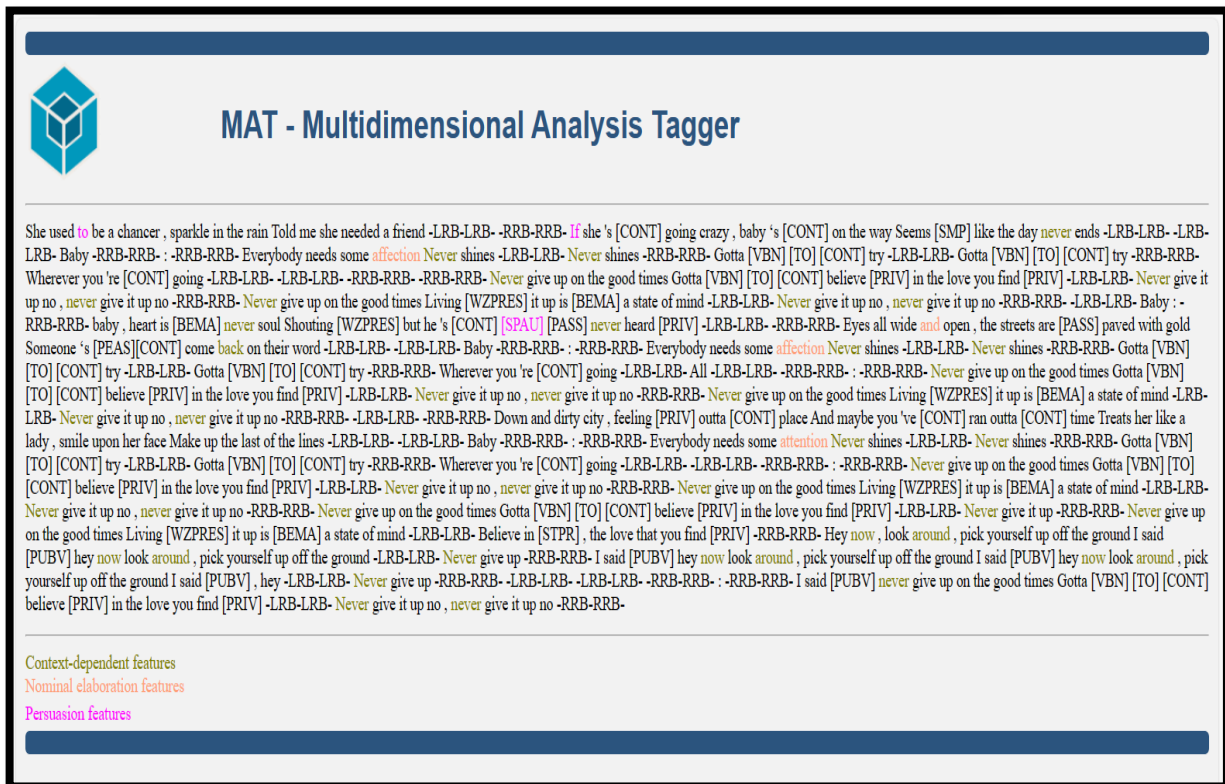 MAT - Multidimensional Analysis Tagger
She used to be a chancer , sparkle in the rain Told me she needed a friend -LRB-LRB- -RRB-RRB- If she 's [CONT] going crazy , baby ‘s [CONT] on the way Seems [SMP] like the day never ends -LRB-LRB- -LRB-
LRB- Baby -RRB-RRB- : -RRB-RRB- Everybody needs some affection Never shines -LRB-LRB- Never shines -RRB-RRB- Gotta [VBN] [TO] [CONT] try -LRB-LRB- Gotta [VBN] [TO] [CONT] try -RRB-RRB-
Wherever you 're [CONT] going -LRB-LRB- -LRB-LRB- -RRB-RRB- -RRB-RRB- Never give up on the good times Gotta [VBN] [TO] [CONT] believe [PRIV] in the love you find [PRIV] -LRB-LRB- Never give it
up no , never give it up no -RRB-RRB- Never give up on the good times Living [WZPRES] it up is [BEMA] a state of mind -LRB-LRB- Never give it up no , never give it up no -RRB-RRB- -LRB-LRB- Baby : -
RRB-RRB- baby , heart is [BEMA] never soul Shouting [WZPRES] but he 's [CONT] [SPAU] [PASS] never heard [PRIV] -LRB-LRB- -RRB-RRB- Eyes all wide and open , the streets are [PASS] paved with gold
Someone ‘s [PEAS][CONT] come back on their word -LRB-LRB- -LRB-LRB- Baby -RRB-RRB- : -RRB-RRB- Everybody needs some affection Never shines -LRB-LRB- Never shines -RRB-RRB- Gotta [VBN]
[TO] [CONT] try -LRB-LRB- Gotta [VBN] [TO] [CONT] try -RRB-RRB- Wherever you 're [CONT] going -LRB-LRB- All -LRB-LRB- -RRB-RRB- : -RRB-RRB- Never give up on the good times Gotta [VBN]
[TO] [CONT] believe [PRIV] in the love you find [PRIV] -LRB-LRB- Never give it up no , never give it up no -RRB-RRB- Never give up on the good times Living [WZPRES] it up is [BEMA] a state of mind -LRB-
LRB- Never give it up no , never give it up no -RRB-RRB- -LRB-LRB- -RRB-RRB- Down and dirty city , feeling [PRIV] outta [CONT] place And maybe you 've [CONT] ran outta [CONT] time Treats her like a
lady , smile upon her face Make up the last of the lines -LRB-LRB- -LRB-LRB- Baby -RRB-RRB- : -RRB-RRB- Everybody needs some attention Never shines -LRB-LRB- Never shines -RRB-RRB- Gotta [VBN]
[TO] [CONT] try -LRB-LRB- Gotta [VBN] [TO] [CONT] try -RRB-RRB- Wherever you 're [CONT] going -LRB-LRB- -LRB-LRB- -RRB-RRB- : -RRB-RRB- Never give up on the good times Gotta [VBN] [TO]
[CONT] believe [PRIV] in the love you find [PRIV] -LRB-LRB- Never give it up no , never give it up no -RRB-RRB- Never give up on the good times Living [WZPRES] it up is [BEMA] a state of mind -LRB-LRB-
Never give it up no , never give it up no -RRB-RRB- Never give up on the good times Gotta [VBN] [TO] [CONT] believe [PRIV] in the love you find [PRIV] -LRB-LRB- Never give it up -RRB-RRB- Never give up
on the good times Living [WZPRES] it up is [BEMA] a state of mind -LRB-LRB- Believe in [STPR] , the love that you find [PRIV] -RRB-RRB- Hey now , look around , pick yourself up off the ground I said
[PUBV] hey now look around , pick yourself up off the ground -LRB-LRB- Never give up -RRB-RRB- I said [PUBV] hey now look around , pick yourself up off the ground I said [PUBV] hey now look around , pick
yourself up off the ground I said [PUBV] , hey -LRB-LRB- Never give up -RRB-RRB- -LRB-LRB- -LRB-LRB- -RRB-RRB- : -RRB-RRB- I said [PUBV] never give up on the good times Gotta [VBN] [TO] [CONT]
believe [PRIV] in the love you find [PRIV] -LRB-LRB- Never give it up no , never give it up no -RRB-RRB-
Context-dependent features
Nominal elaboration features
Persuasion features